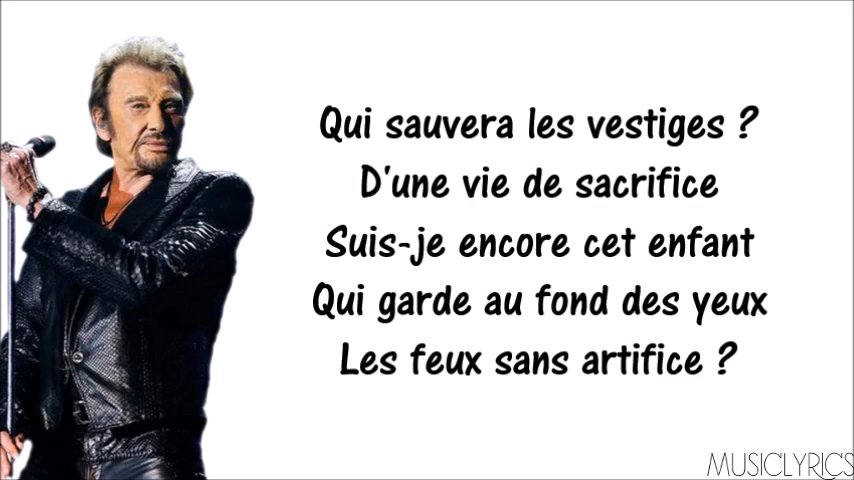 Qui sauvera les vestiges ?
D'une vie de sacrifice
Suis-je encore cet enfant
Qui garde au fond des yeux
Les feux sans artifice ?
MUSICLYRICS